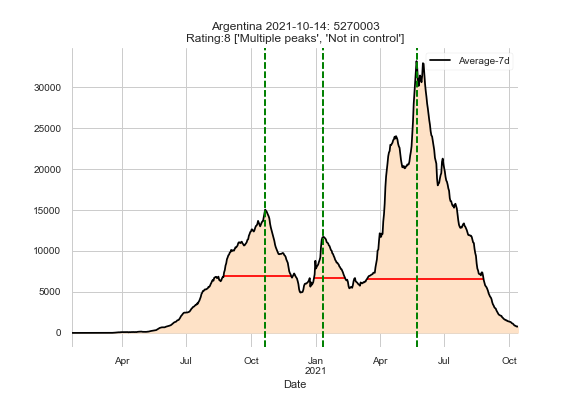 Argentina 2021-10-14: 5270003
Rating:8 ['Multiple peaks', 'Not in control']
Average-7d
30000
25000
20000
15000
10000
5000
0
Apr Jul Oct Jan Apr Jul Oct
2021
Date